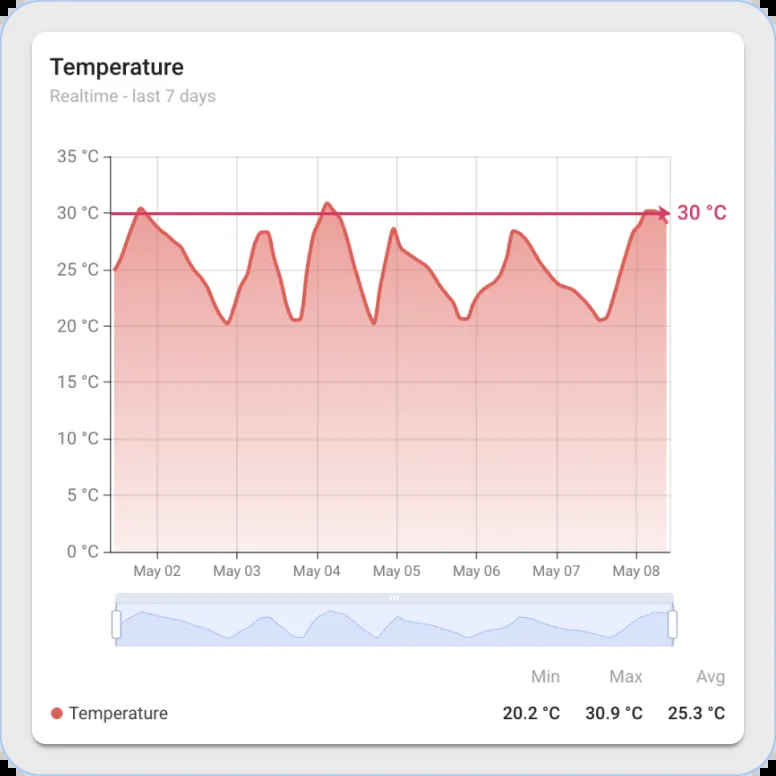 Temperature
Realtime - last 7 days
35 °C
30 °C
30 °C
25 °C
20 °C
15 °C
10 °C
5 °C
0 °C
May 02 May 03 May 04 May 05 May 06 May 07 May 08
Min Max Avg
Temperature 20.2 °C 30.9 °C 25.3 °C